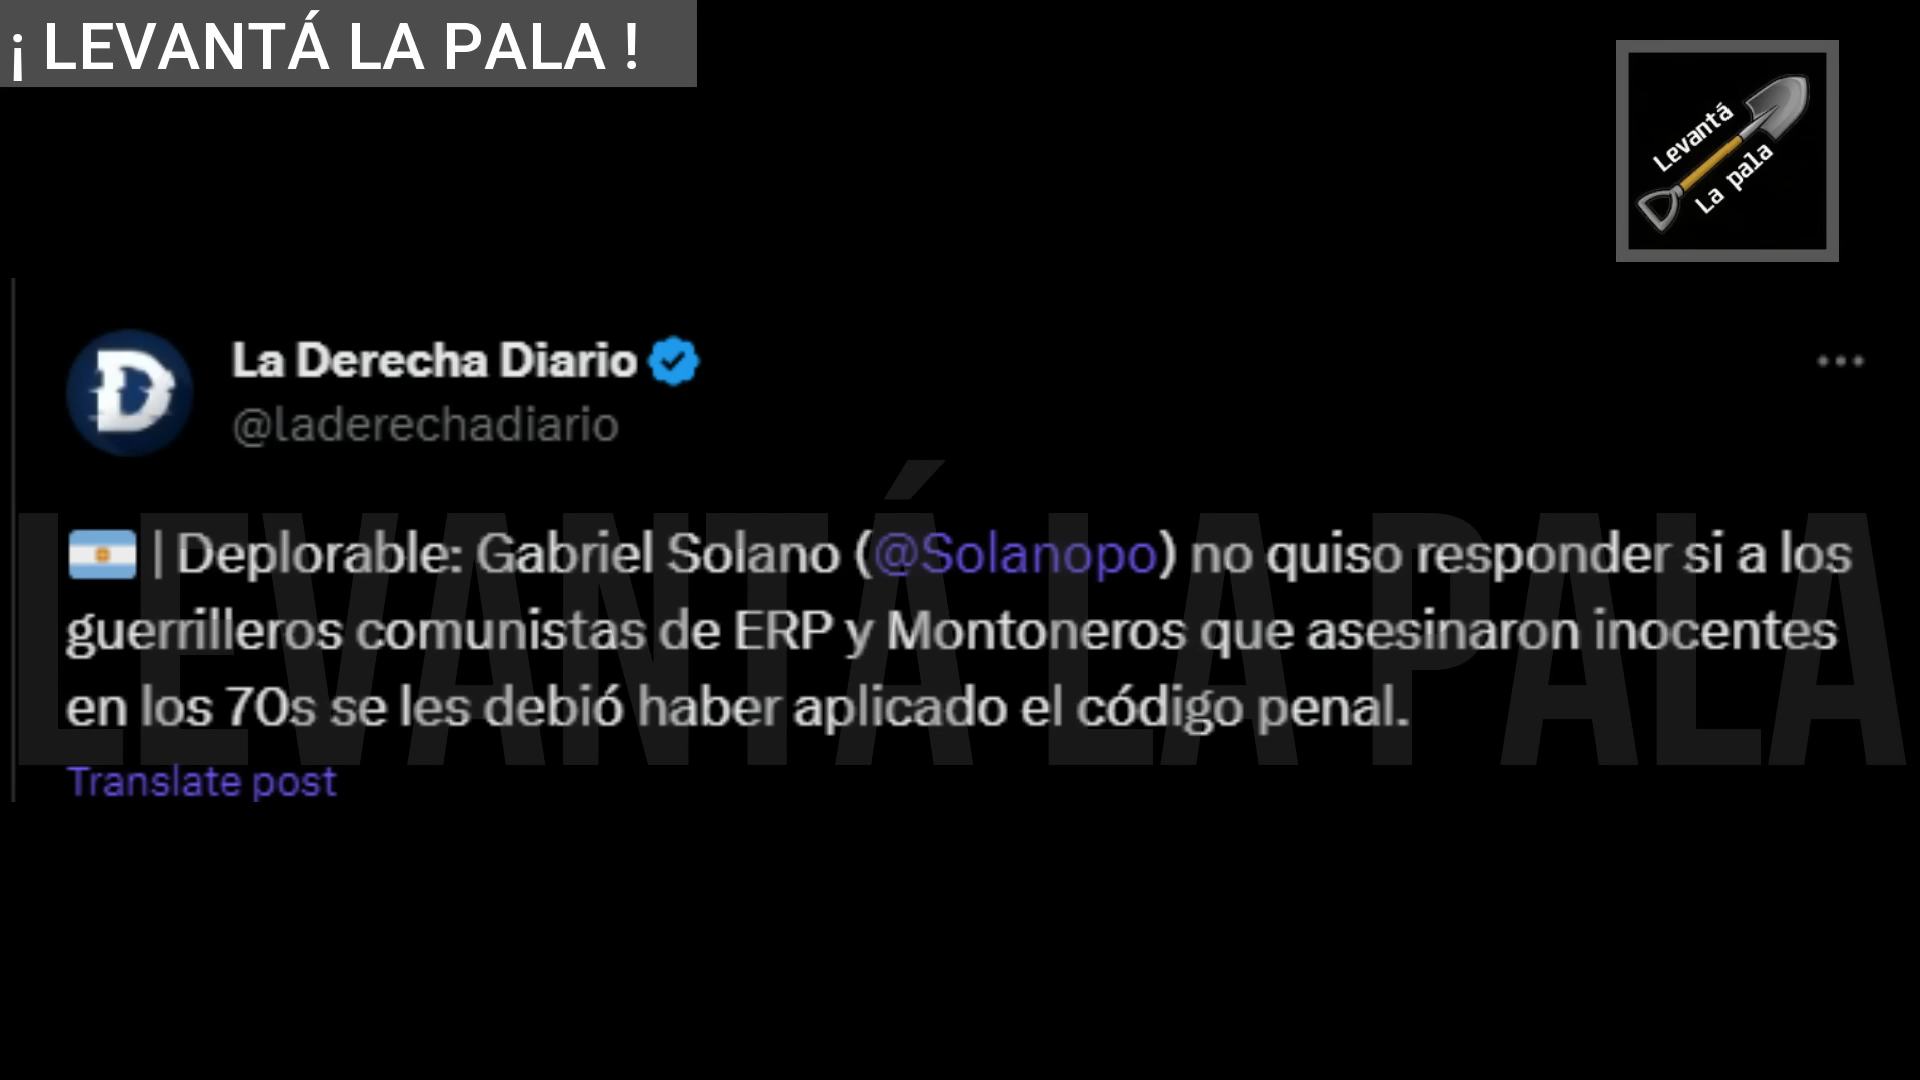 ¡ LEVANTÁ LA PALA !
Levantá
La pala
La Derecha Diario
@laderechadiario
| Deplorable: Gabriel Solano (@Solanopo) no quiso responder si a los
guerrilleros comunistas de ERP y Montoneros que asesinaron inocentes
en los 70s se les debió haber aplicado el código penal.
LEVANTÁ LA PALA
Translate post